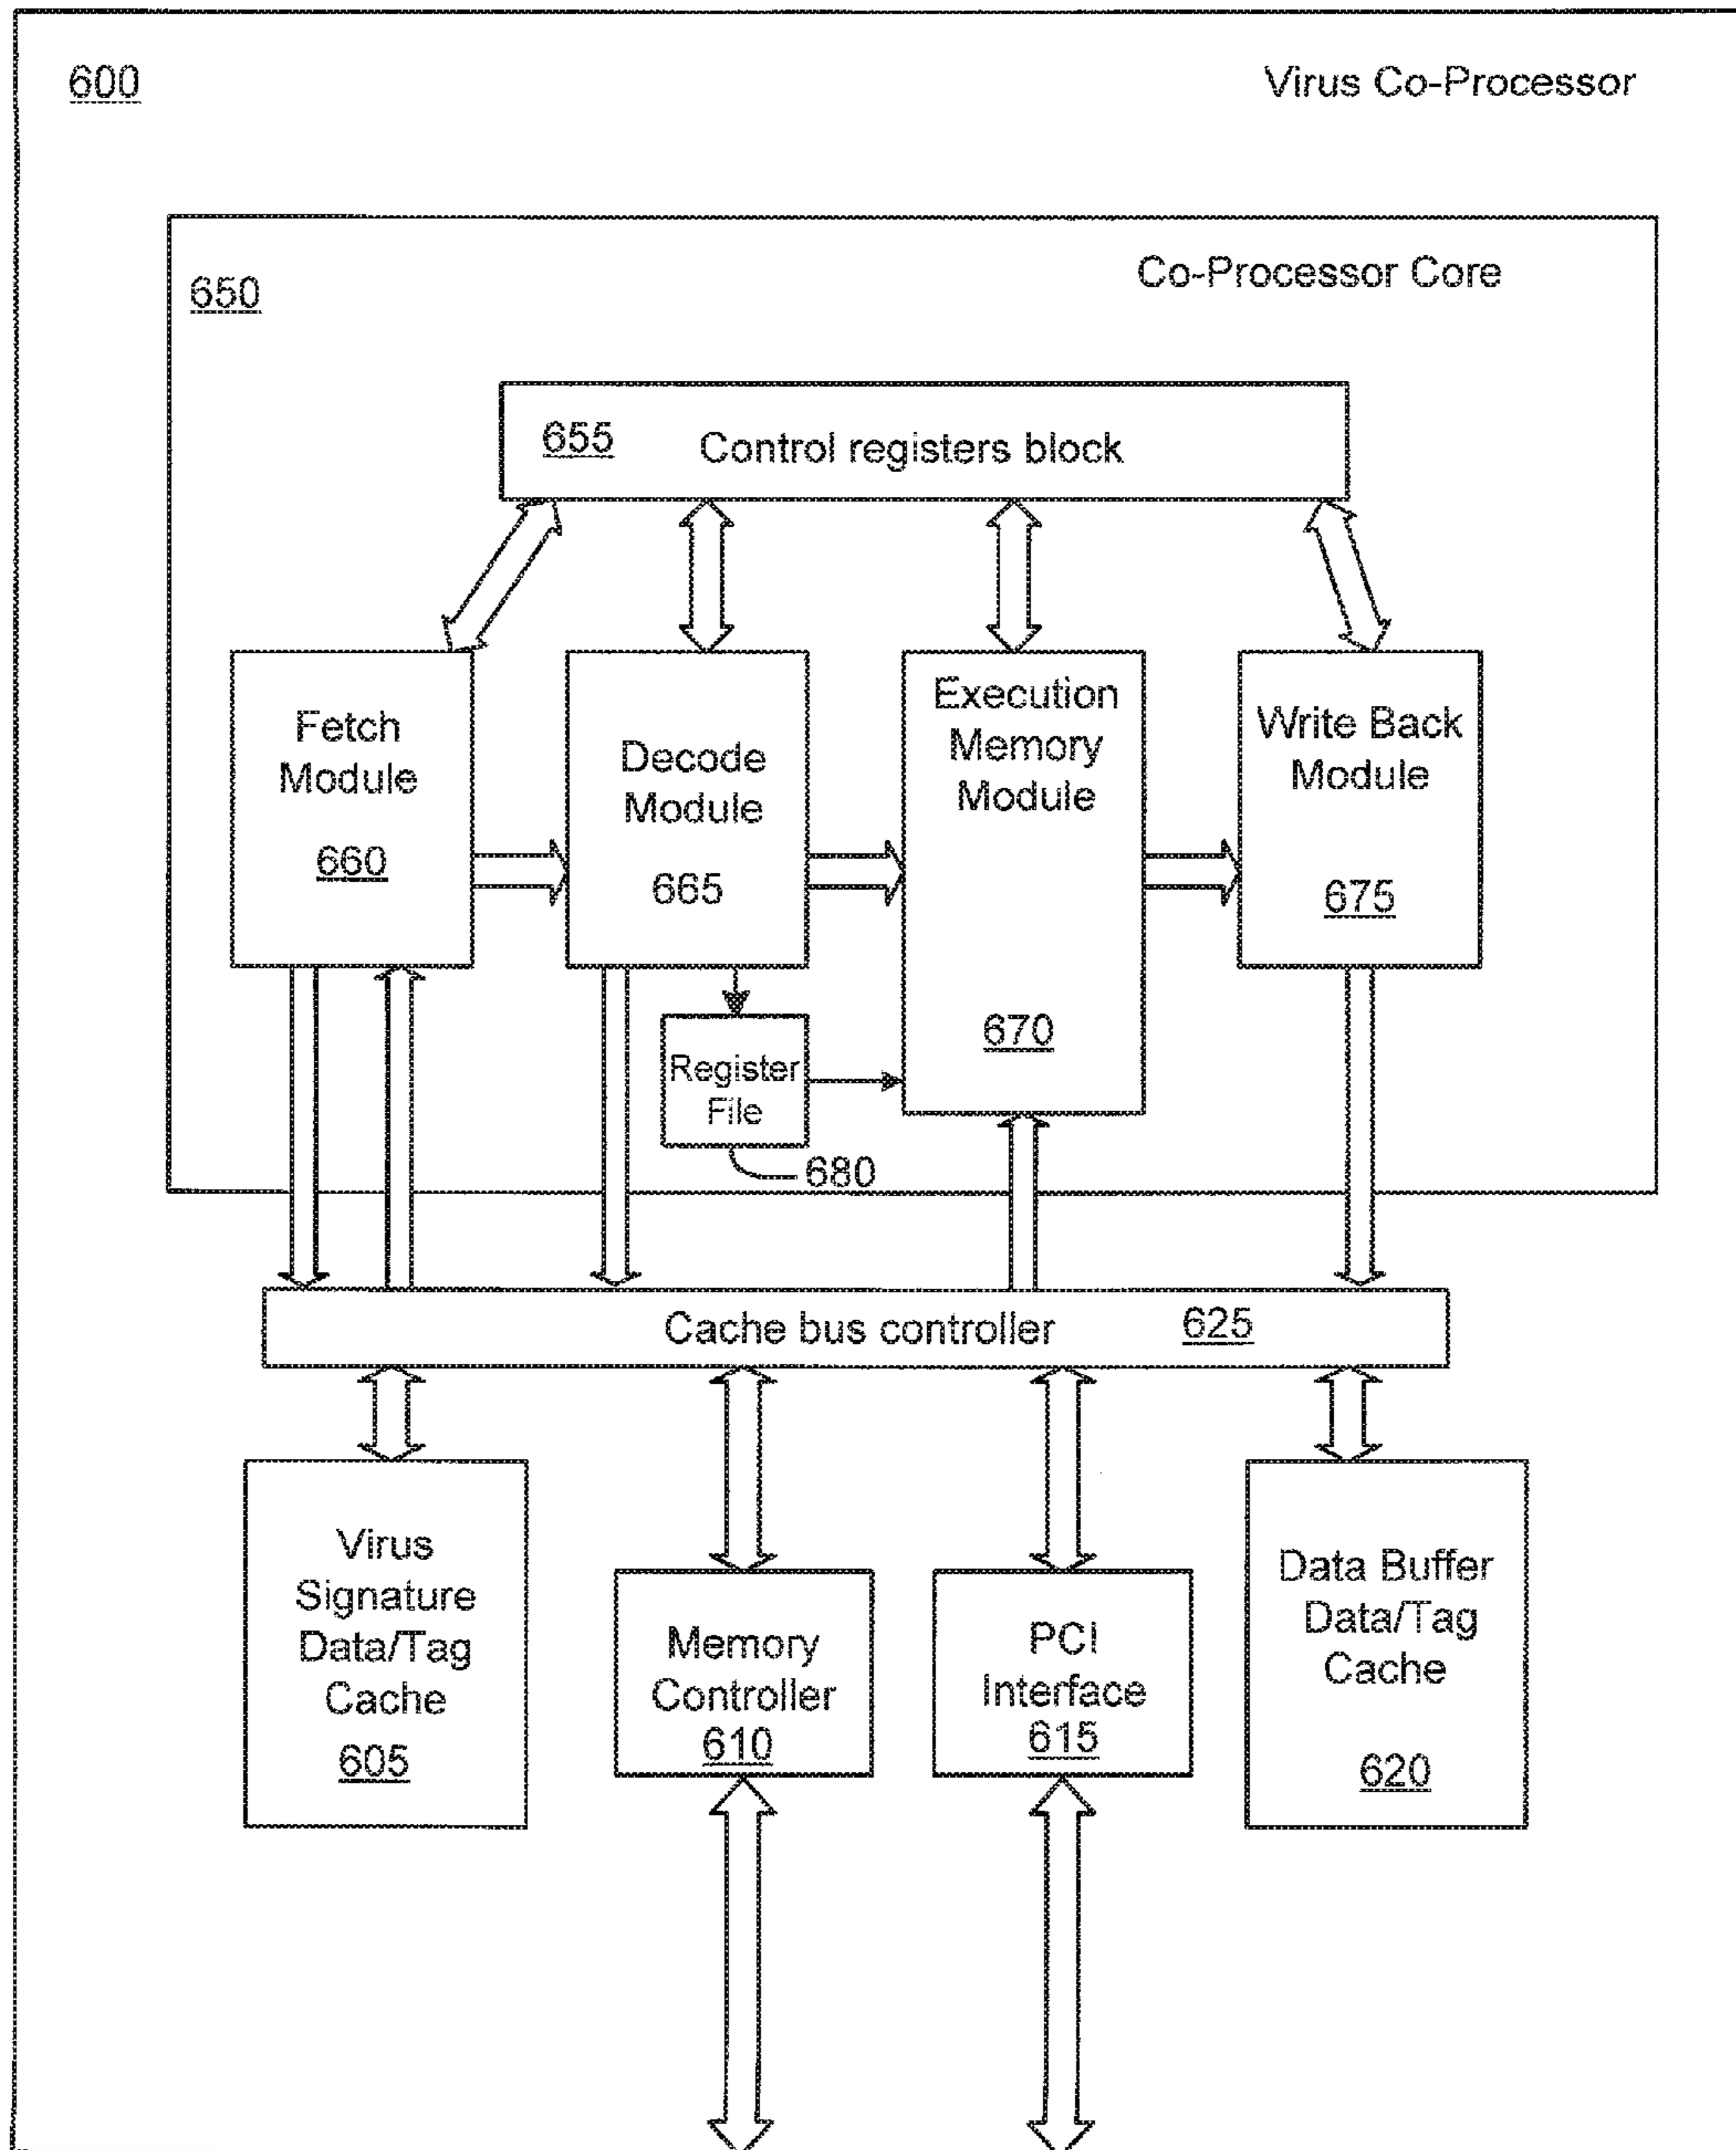 600
Virus Co-Processor
650
Co-Processor Core
655
Control registers block
Fetch
Module
660
Decode
Module
665
Execution
Memory
Module
670
Write Back
Module
675
Register
File
680
Cache bus controller
625
Virus
Signature
Data/Tag
Cache
605
Memory
Controller
610
PCI
Interface
615
Data Buffer
Data/Tag
Cache
620